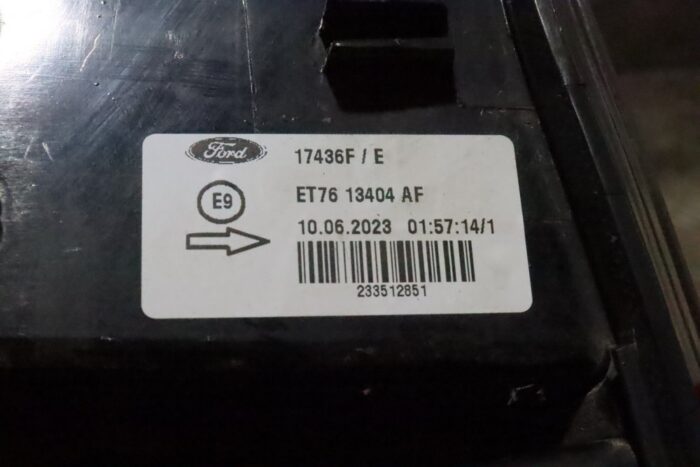 Ford
17436F / E
E9
ET76 13404 AF
10.06.2023 01:57:14/1
233512851